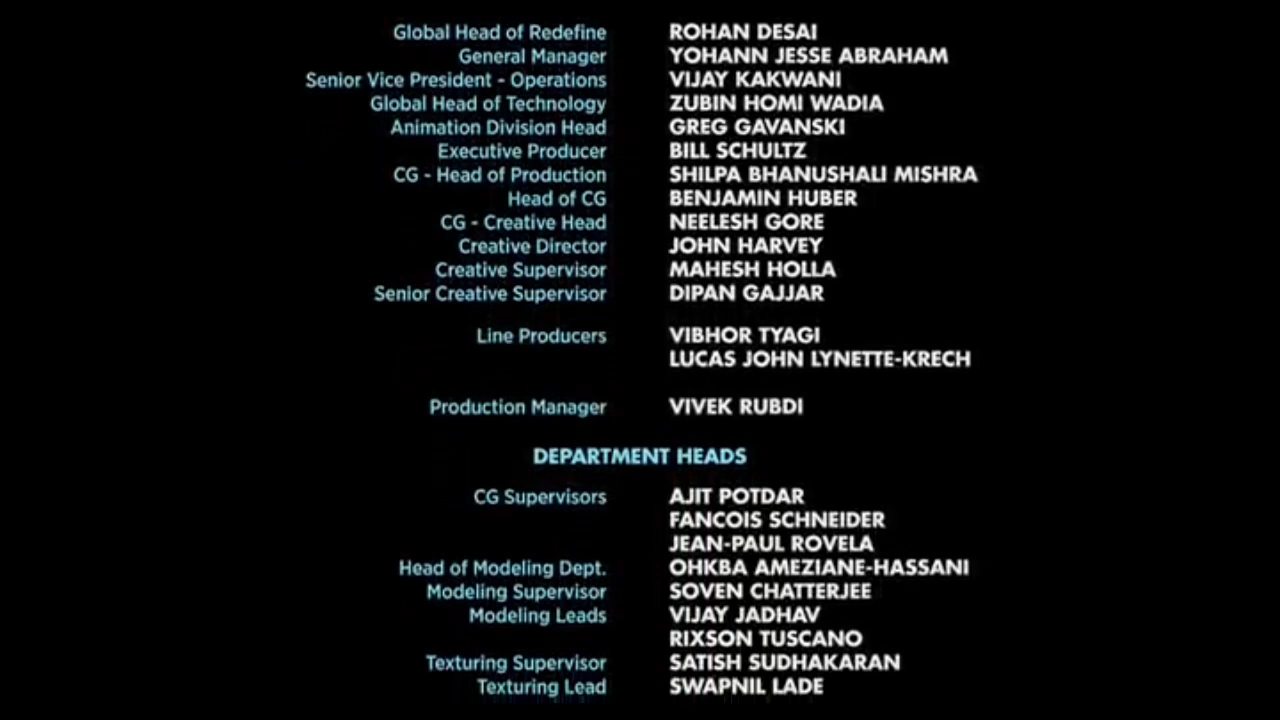 Global Head of Redefine ROHAN DESAI
General Manager YOHANN JESSE ABRAHAM
Senior Vice President - Operations VIJAY KAKWANI
Global Head of Technology ZUBIN HOMI WADIA
Animation Division Head GREG GAVANSKI
Executive Producer BILL SCHULTZ
CG - Head of Production SHILPA BHANUSHALI MISHRA
Head of CG BENJAMIN HUBER
CG - Creative Head NEELESH GORE
Creative Director JOHN HARVEY
Creative Supervisor MAHESH HOLLA
Senior Creative Supervisor DIPAN GAJJAR
Line Producers VIBHOR TYAGI
LUCAS JOHN LYNETTE-KRECH
Production Manager VIVEK RUBDI
DEPARTMENT HEADS
CG Supervisors AJIT POTDAR
FANCOIS SCHNEIDER
JEAN-PAUL ROVELA
Head of Modeling Dept. OHKBA AMEZIANE-HASSANI
Modeling Supervisor SOVEN CHATTERJEE
Modeling Leads VIJAY JADHAV
RIXSON TUSCANO
Texturing Supervisor SATISH SUDHAKARAN
Texturing Lead SWAPNIL LADE